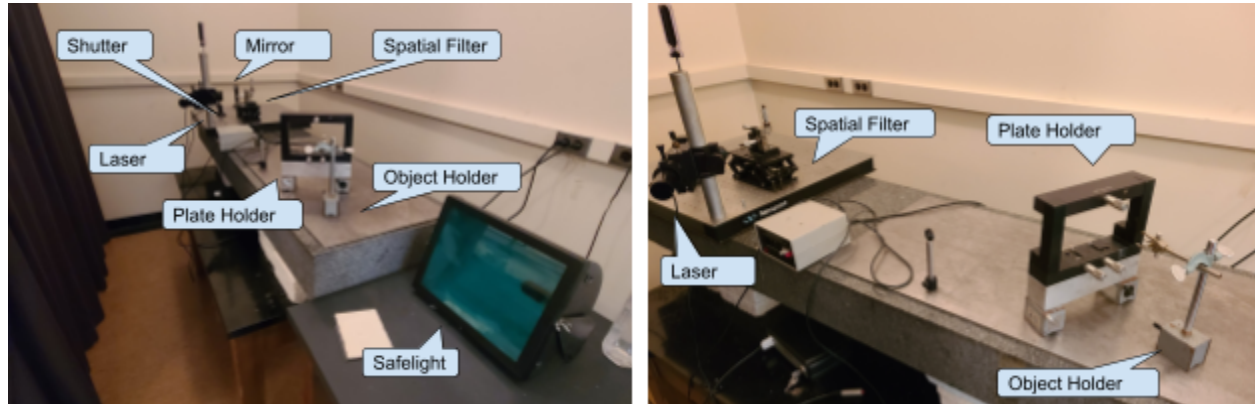 Shutter
Mirror
Spatial Filter
Laser
Object Holder
Plate Holder
Safelight
Spatial Filter
Plate Holder
Laser
Object Holder